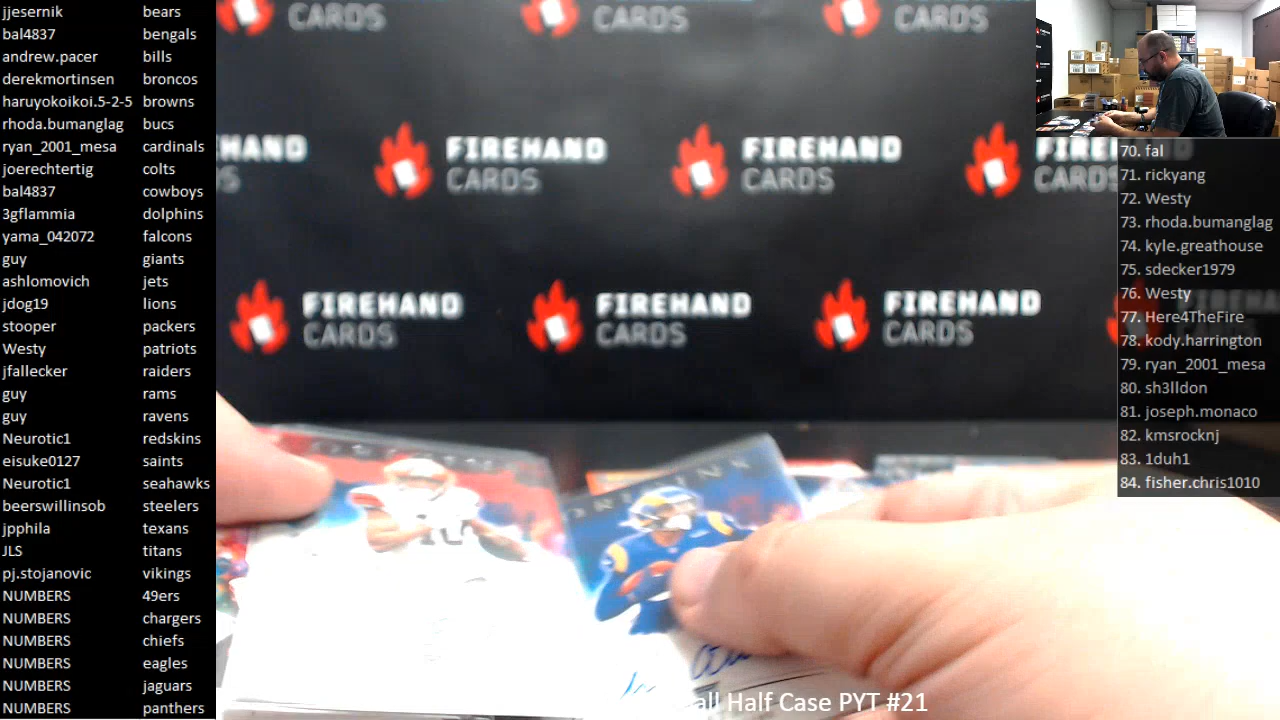 jjesernik bears
bal4837 bengals
andrew.pacer bills
derekmortinsen broncos
haruyokoikoi.5-2-5 browns
rhoda.bumanglag bucs
ryan_2001_mesa cardinals
joerechtertig colts
bal4837 cowboys
3gflammia dolphins
yama_042072 falcons
guy giants
ashlomovich jets
jdog19 lions
stooper packers
Westy patriots
jfallecker raiders
guy rams
guy ravens
Neurotic1 redskins
eisuke0127 saints
Neurotic1 seahawks
beerswillinsob steelers
jpphila texans
JLS titans
pj.stojanovic vikings
NUMBERS 49ers
NUMBERS chargers
NUMBERS chiefs
NUMBERS eagles
NUMBERS jaguars
NUMBERS panthers
CARDS
CARDS
CARDS
HAND
FIREHAND
CARDS
FIREHAND
CARDS
FIRE
CARDS
FIREHAND
CARDS
FIREHAND
CARDS
FIREHAND
CARDS
70. fal
71. rickyang
72. Westy
73. rhoda.bumanglag
74. kyle.greathouse
75. sdecker1979
76. Westy
77. Here4TheFire
78. kody.harrington
79. ryan_2001_mesa
80. sh3lldon
81. joseph.monaco
82. kmsrocknj
83. 1duh1
84. fisher.chris1010
all Half Case PYT #21